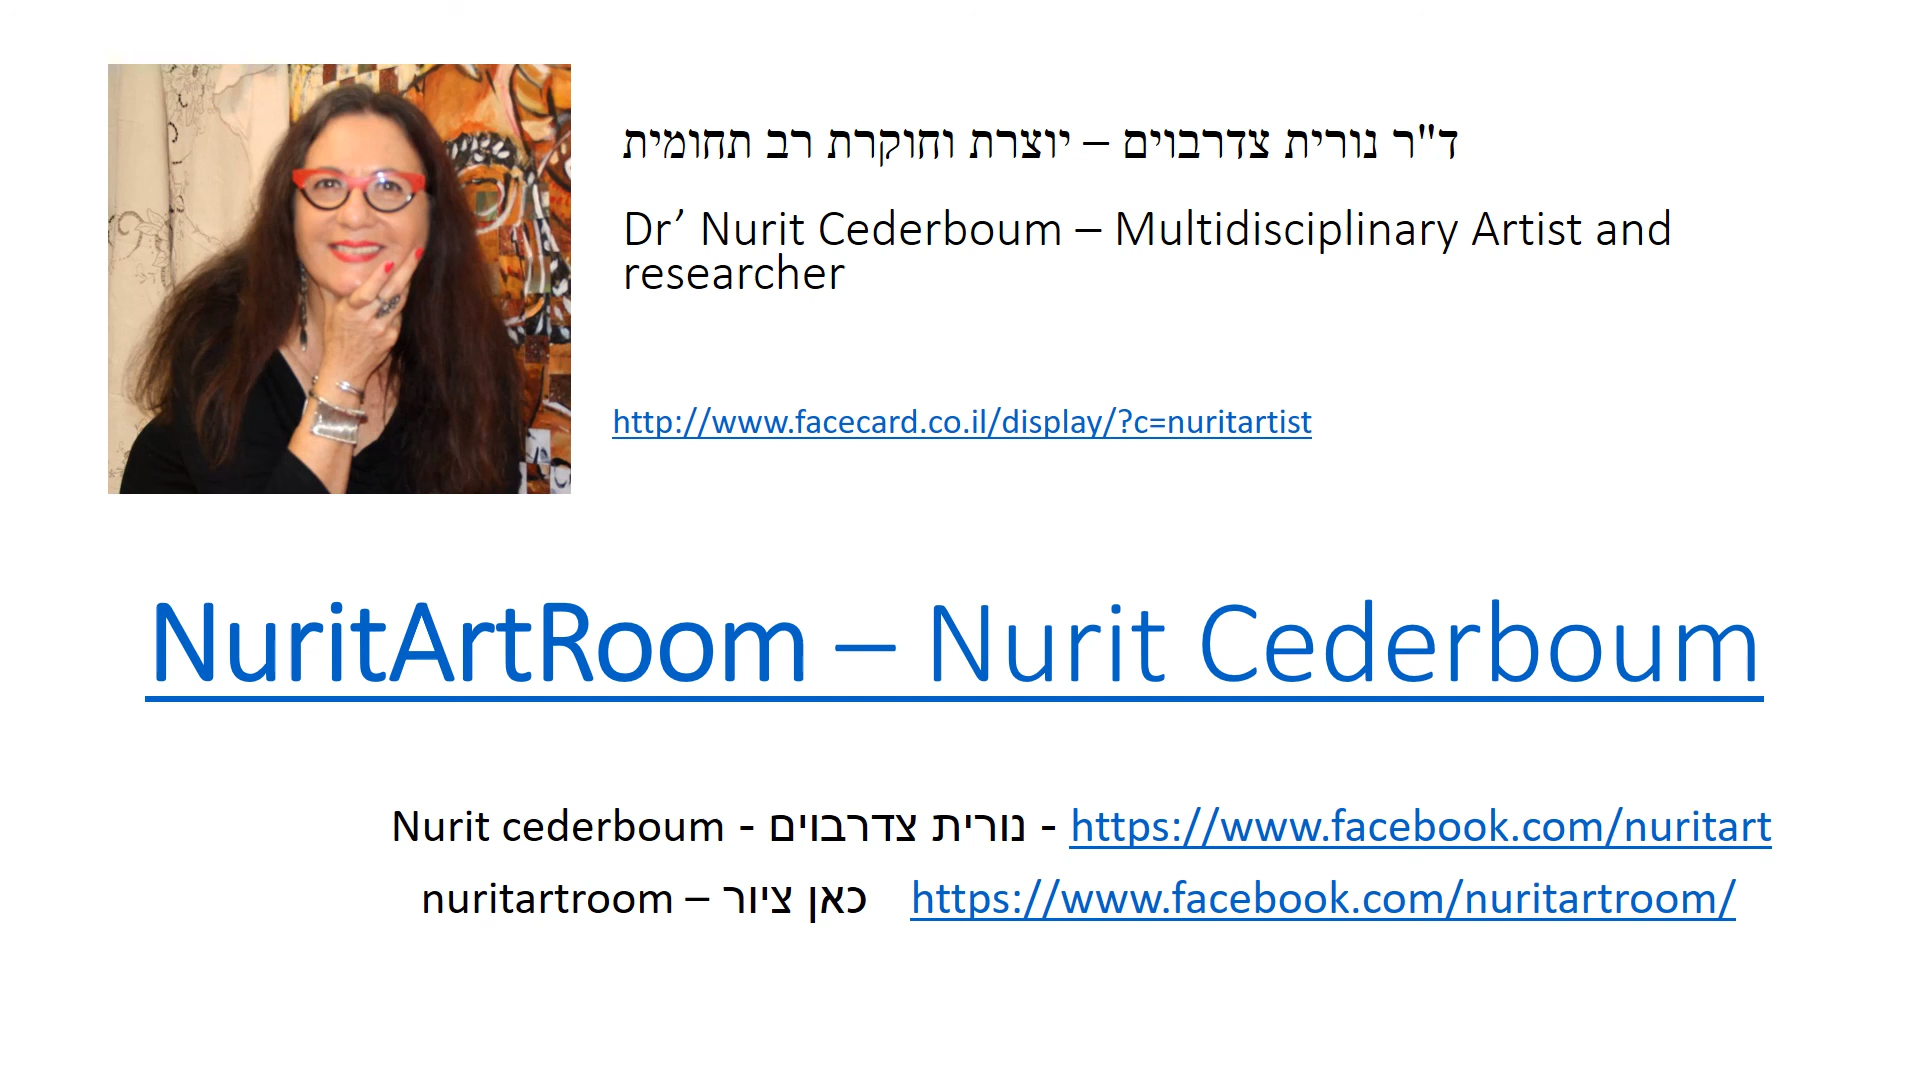 ד"ר נורית צדרבוים – יוצרת וחוקרת רב תחומית
Dr’ Nurit Cederboum – Multidisciplinary Artist and
researcher
http://www.facecard.co.il/display/?c=nuritartist
NuritArtRoom – Nurit Cederboum
Nurit cederboum - נורית צדרבוים - https://www.facebook.com/nuritart
nuritartroom – כאן ציור https://www.facebook.com/nuritartroom/